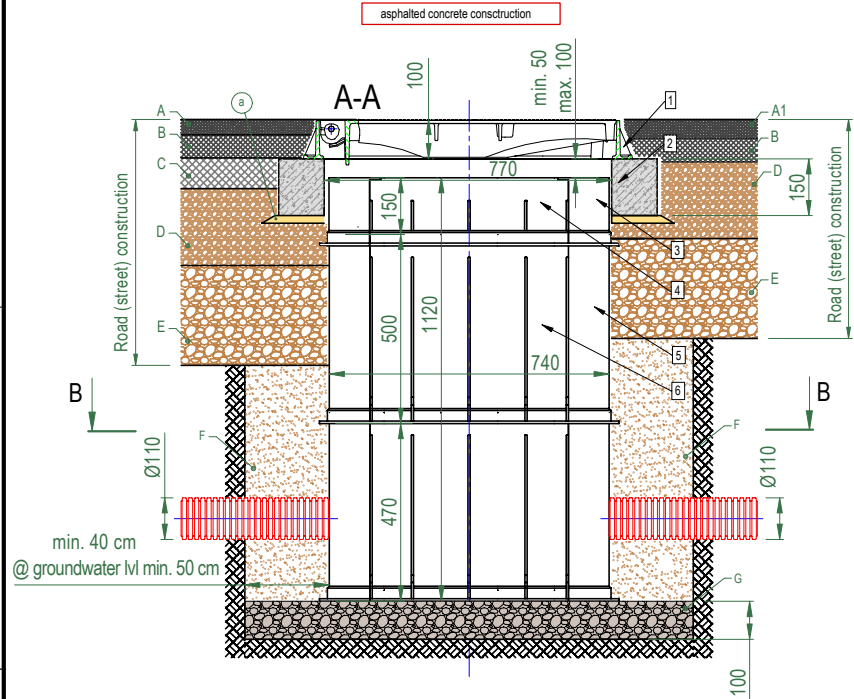 asphalted concrete consctruction
A-A
100
min. 50
max. 100
1
2
a
A
B
C
D
E
A1
B
D
E
Road (street) construction
Road (street) construction
770
150
150
3
4
500
1120
5
6
740
B
B
F
F
Ø110
Ø110
470
min. 40 cm
@ groundwater lvl min. 50 cm
G
100